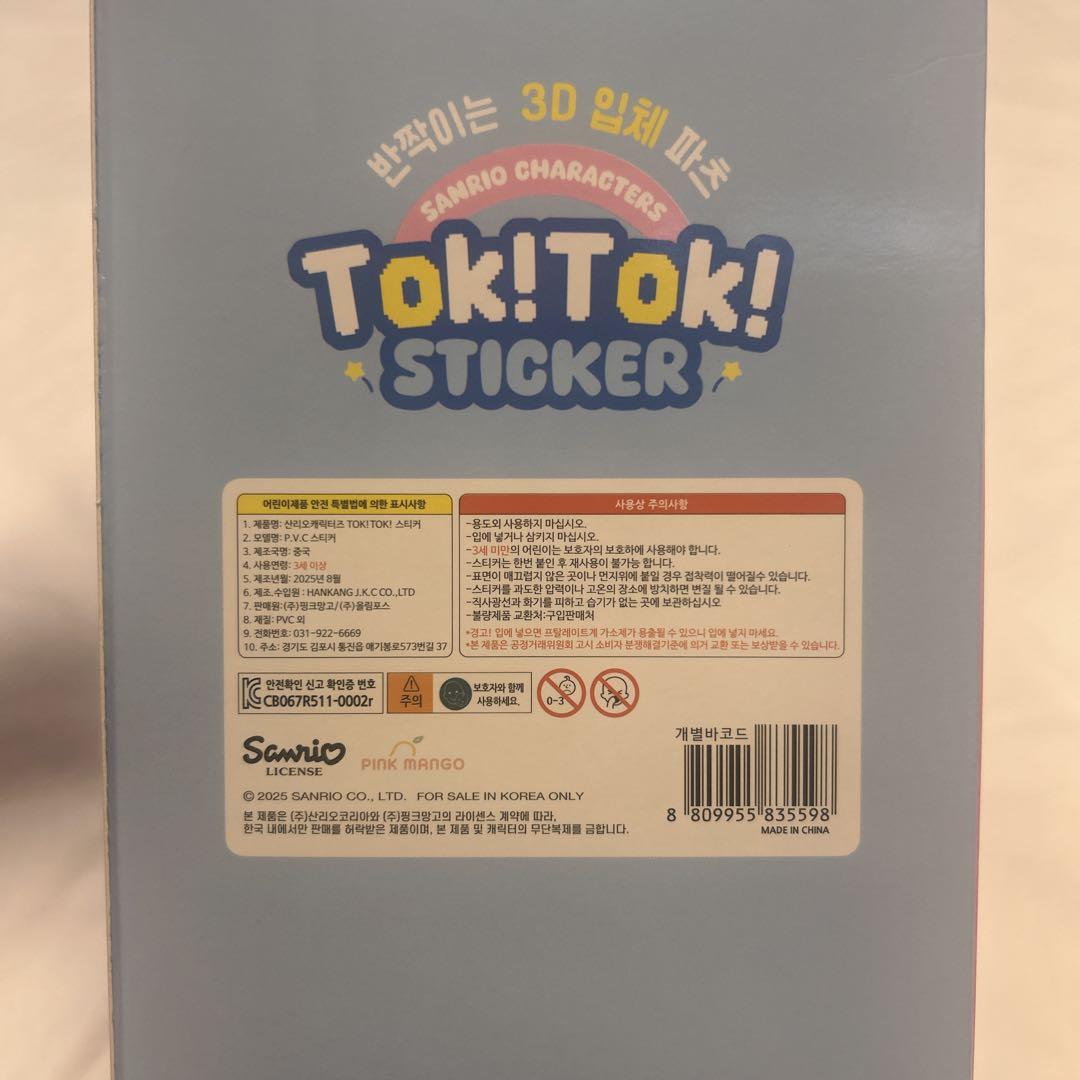 반짝이는 3D 입체 파츠
SANRIO CHARACTERS
TOK!TOK!
STICKER
어린이제품 안전 특별법에 의한 표시사항
1. 제품명: 산리오캐릭터즈 TOK!TOK! 스티커
2. 모델명: P.V.C 스티커
3. 제조국명: 중국
4. 사용연령: 3세 이상
5. 제조년월: 2025년 8월
6. 제조.수입원 : HANKANG J.K.C CO.,LTD
7. 판매원:(주)핑크망고/(주)올림포스
8. 재질: PVC 외
9. 전화번호: 031-922-6669
10. 주소: 경기도 김포시 통진읍 애기봉로573번길 37
사용상 주의사항
-용도외 사용하지 마십시오.
-입에 넣거나 삼키지 마십시오.
-3세 미만의 어린이는 보호자의 보호하에 사용해야 합니다.
-스티커는 한번 붙인 후 재사용이 불가능 합니다.
-표면이 매끄럽지 않은 곳이나 먼지위에 붙일 경우 접착력이 떨어질수 있습니다.
-스티커를 과도한 압력이나 고온의 장소에 방치하면 변질 될 수 있습니다.
-직사광선과 화기를 피하고 습기가 없는 곳에 보관하십시오
-불량제품 교환처:구입판매처
*경고! 입에 넣으면 프탈레이트계 가소제가 용출될 수 있으니 입에 넣지 마세요.
*본 제품은 공정거래위원회 고시 소비자 분쟁해결기준에 의거 교환 또는 보상받을 수 있습니다.
KC 안전확인 신고 확인증 번호
CB067R511-0002r
주의
보호자와 함께
사용하세요.
0-3
Sanrio
LICENSE
PINK MANGO
© 2025 SANRIO CO., LTD. FOR SALE IN KOREA ONLY
본 제품은 (주)산리오코리아와 (주)핑크망고의 라이센스 계약에 따라,
한국 내에서만 판매를 허락받은 제품이며, 본 제품 및 캐릭터의 무단복제를 금합니다.
개별바코드
8 809955 835598
MADE IN CHINA